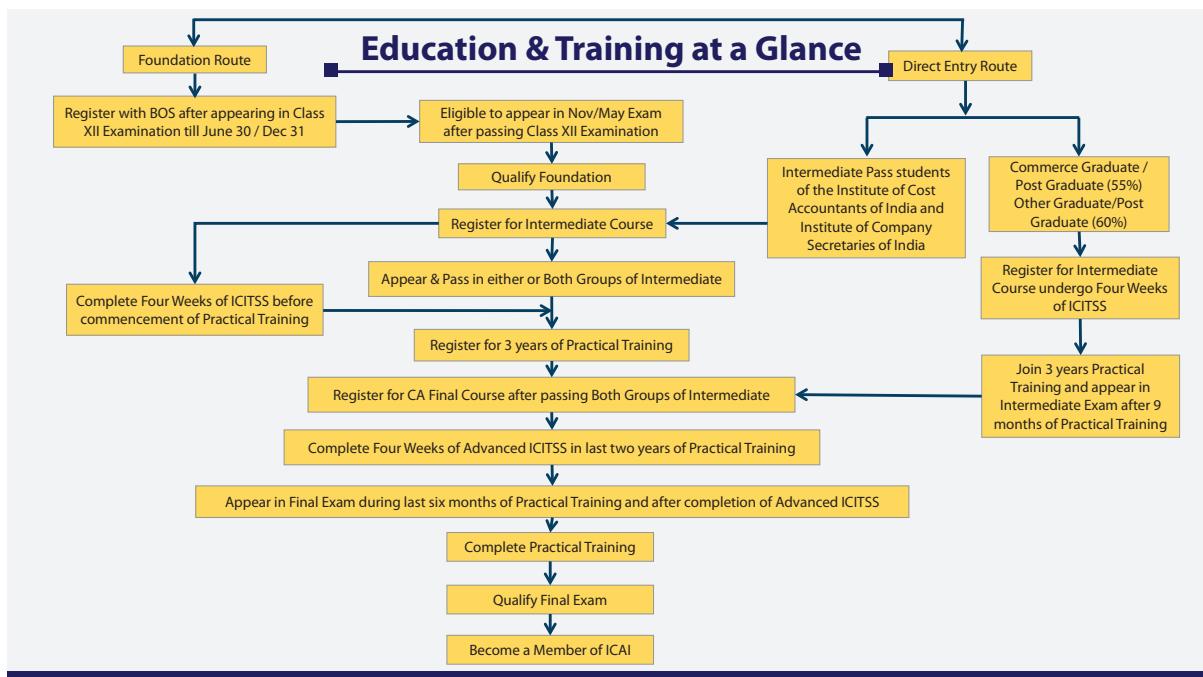 Education & Training at a Glance
Foundation Route
Direct Entry Route
Register with BOS after appearing in Class
XII Examination till June 30 / Dec 31
Eligible to appear in Nov/May Exam
after passing Class XII Examination
Qualify Foundation
Intermediate Pass students
of the Institute of Cost
Accountants of India and
Institute of Company
Secretaries of India
Commerce Graduate /
Post Graduate (55%)
Other Graduate/Post
Graduate (60%)
Register for Intermediate Course
Appear & Pass in either or Both Groups of Intermediate
Register for Intermediate
Course undergo Four Weeks
of ICITSS
Complete Four Weeks of ICITSS before
commencement of Practical Training
Register for 3 years of Practical Training
Join 3 years Practical
Training and appear in
Intermediate Exam after 9
months of Practical Training
Register for CA Final Course after passing Both Groups of Intermediate
Complete Four Weeks of Advanced ICITSS in last two years of Practical Training
Appear in Final Exam during last six months of Practical Training and after completion of Advanced ICITSS
Complete Practical Training
Qualify Final Exam
Become a Member of ICAI